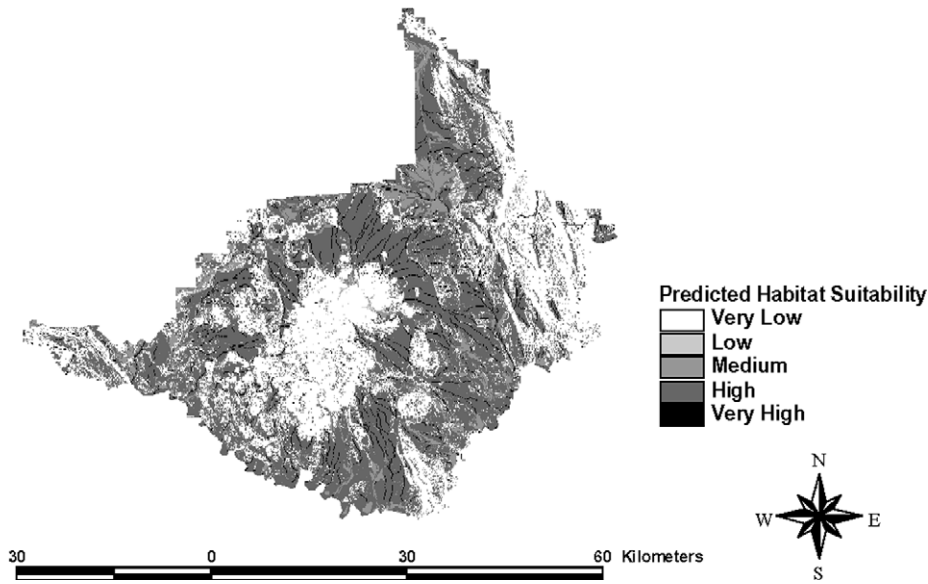 Predicted Habitat Suitability
Very Low
Low
Medium
High
Very High
N
W E
S
30 0 30 60 Kilometers